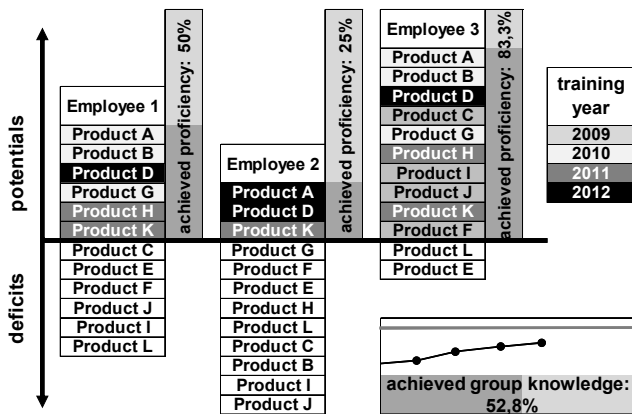 potentials
deficits
Employee 1
Product A
Product B
Product D
Product G
Product H
Product K
Product C
Product E
Product F
Product J
Product I
Product L
achieved proficiency: 50%
Employee 2
Product A
Product D
Product K
Product G
Product F
Product E
Product H
Product L
Product C
Product B
Product I
Product J
achieved proficiency: 25%
Employee 3
Product A
Product B
Product D
Product C
Product G
Product H
Product I
Product J
Product K
Product F
Product L
Product E
achieved proficiency: 83,3%
training
year
2009
2010
2011
2012
achieved group knowledge:
52,8%